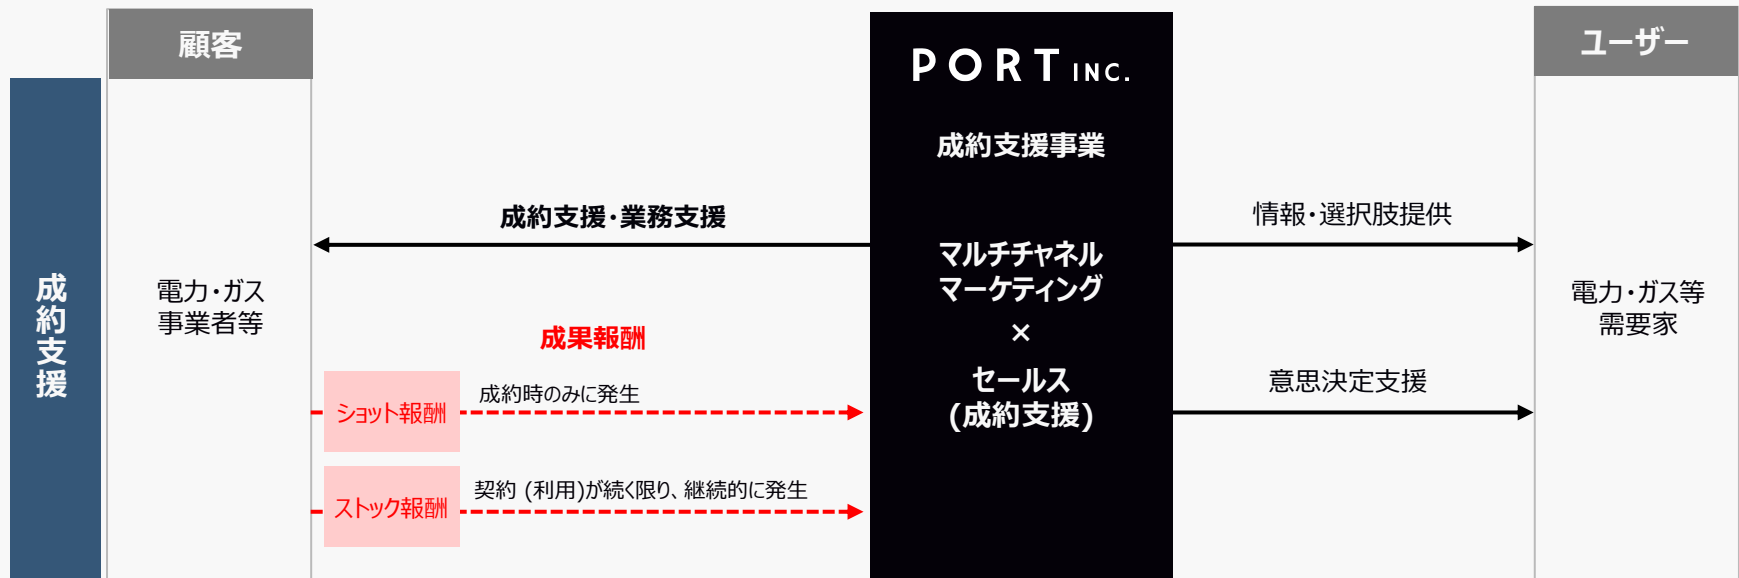 成約支援
顧客
電力・ガス
事業者等
成約支援・業務支援
成果報酬
ショット報酬
成約時のみに発生
ストック報酬
契約 (利用)が続く限り、継続的に発生
PORT INC.
成約支援事業
マルチチャネル
マーケティング
×
セールス
(成約支援)
情報・選択肢提供
意思決定支援
ユーザー
電力・ガス等
需要家